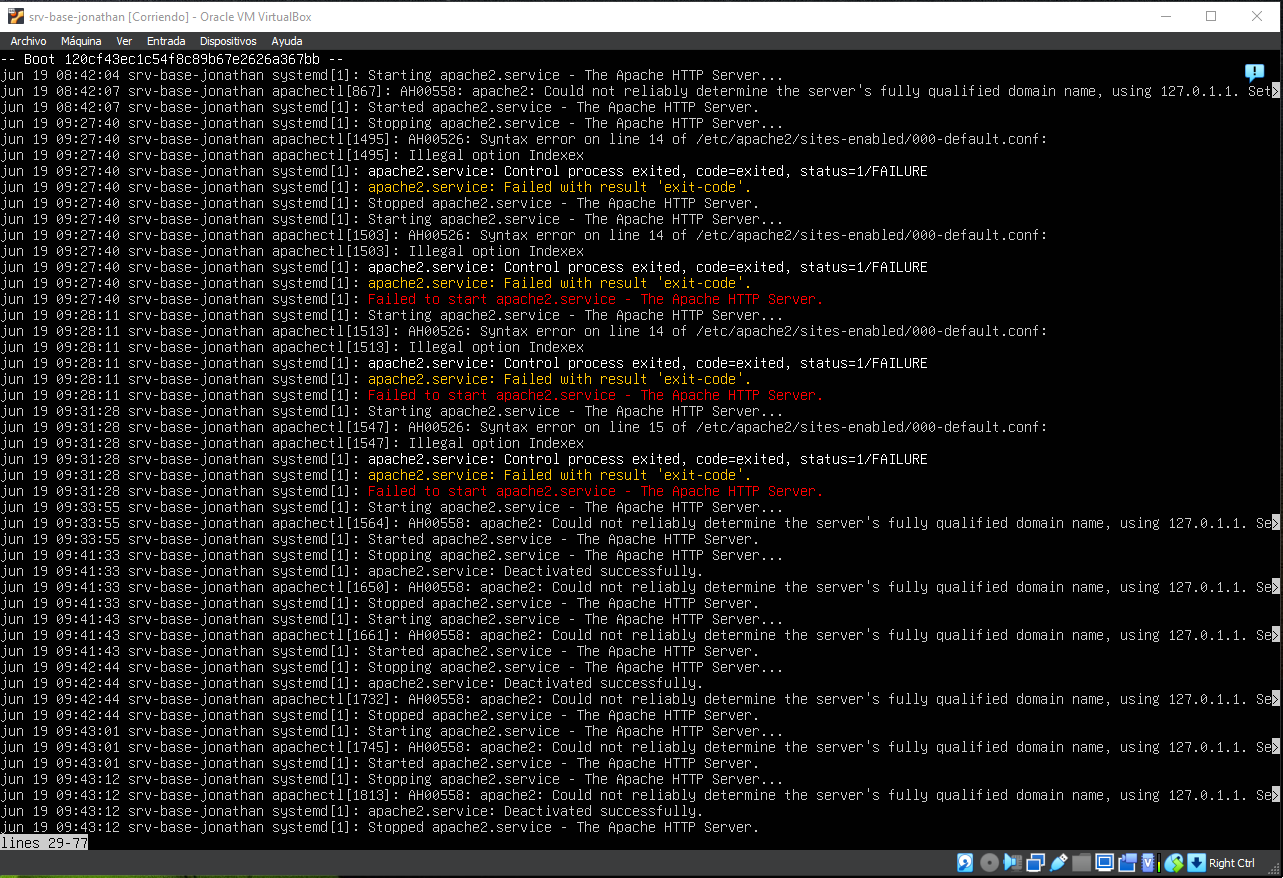 srv-base-jonathan [Corriendo] - Oracle VM VirtualBox
Archivo Máquina Ver Entrada Dispositivos Ayuda
-- Boot 120cf43ec1c54f8c89b67e2626a367bb --
jun 19 08:42:04 srv-base-jonathan systemd[1]: Starting apache2.service - The Apache HTTP Server...
jun 19 08:42:07 srv-base-jonathan apachectl[867]: AH00558: apache2: Could not reliably determine the server's fully qualified domain name, using 127.0.1.1. Set>
jun 19 08:42:07 srv-base-jonathan systemd[1]: Started apache2.service - The Apache HTTP Server.
jun 19 09:27:40 srv-base-jonathan systemd[1]: Stopping apache2.service - The Apache HTTP Server...
jun 19 09:27:40 srv-base-jonathan apachectl[1495]: AH00526: Syntax error on line 14 of /etc/apache2/sites-enabled/000-default.conf:
jun 19 09:27:40 srv-base-jonathan apachectl[1495]: Illegal option Indexex
jun 19 09:27:40 srv-base-jonathan systemd[1]: apache2.service: Control process exited, code=exited, status=1/FAILURE
jun 19 09:27:40 srv-base-jonathan systemd[1]: apache2.service: Failed with result 'exit-code'.
jun 19 09:27:40 srv-base-jonathan systemd[1]: Stopped apache2.service - The Apache HTTP Server.
jun 19 09:27:40 srv-base-jonathan systemd[1]: Starting apache2.service - The Apache HTTP Server...
jun 19 09:27:40 srv-base-jonathan apachectl[1503]: AH00526: Syntax error on line 14 of /etc/apache2/sites-enabled/000-default.conf:
jun 19 09:27:40 srv-base-jonathan apachectl[1503]: Illegal option Indexex
jun 19 09:27:40 srv-base-jonathan systemd[1]: apache2.service: Control process exited, code=exited, status=1/FAILURE
jun 19 09:27:40 srv-base-jonathan systemd[1]: apache2.service: Failed with result 'exit-code'.
jun 19 09:27:40 srv-base-jonathan systemd[1]: Failed to start apache2.service - The Apache HTTP Server.
jun 19 09:28:11 srv-base-jonathan systemd[1]: Starting apache2.service - The Apache HTTP Server...
jun 19 09:28:11 srv-base-jonathan apachectl[1513]: AH00526: Syntax error on line 14 of /etc/apache2/sites-enabled/000-default.conf:
jun 19 09:28:11 srv-base-jonathan apachectl[1513]: Illegal option Indexex
jun 19 09:28:11 srv-base-jonathan systemd[1]: apache2.service: Control process exited, code=exited, status=1/FAILURE
jun 19 09:28:11 srv-base-jonathan systemd[1]: apache2.service: Failed with result 'exit-code'.
jun 19 09:28:11 srv-base-jonathan systemd[1]: Failed to start apache2.service - The Apache HTTP Server.
jun 19 09:31:28 srv-base-jonathan systemd[1]: Starting apache2.service - The Apache HTTP Server...
jun 19 09:31:28 srv-base-jonathan apachectl[1547]: AH00526: Syntax error on line 15 of /etc/apache2/sites-enabled/000-default.conf:
jun 19 09:31:28 srv-base-jonathan apachectl[1547]: Illegal option Indexex
jun 19 09:31:28 srv-base-jonathan systemd[1]: apache2.service: Control process exited, code=exited, status=1/FAILURE
jun 19 09:31:28 srv-base-jonathan systemd[1]: apache2.service: Failed with result 'exit-code'.
jun 19 09:31:28 srv-base-jonathan systemd[1]: Failed to start apache2.service - The Apache HTTP Server.
jun 19 09:33:55 srv-base-jonathan systemd[1]: Starting apache2.service - The Apache HTTP Server...
jun 19 09:33:55 srv-base-jonathan apachectl[1564]: AH00558: apache2: Could not reliably determine the server's fully qualified domain name, using 127.0.1.1. Se>
jun 19 09:33:55 srv-base-jonathan systemd[1]: Started apache2.service - The Apache HTTP Server.
jun 19 09:41:33 srv-base-jonathan systemd[1]: Stopping apache2.service - The Apache HTTP Server...
jun 19 09:41:33 srv-base-jonathan systemd[1]: apache2.service: Deactivated successfully.
jun 19 09:41:33 srv-base-jonathan apachectl[1650]: AH00558: apache2: Could not reliably determine the server's fully qualified domain name, using 127.0.1.1. Se>
jun 19 09:41:33 srv-base-jonathan systemd[1]: Stopped apache2.service - The Apache HTTP Server.
jun 19 09:41:43 srv-base-jonathan systemd[1]: Starting apache2.service - The Apache HTTP Server...
jun 19 09:41:43 srv-base-jonathan apachectl[1661]: AH00558: apache2: Could not reliably determine the server's fully qualified domain name, using 127.0.1.1. Se>
jun 19 09:41:43 srv-base-jonathan systemd[1]: Started apache2.service - The Apache HTTP Server.
jun 19 09:42:44 srv-base-jonathan systemd[1]: Stopping apache2.service - The Apache HTTP Server...
jun 19 09:42:44 srv-base-jonathan systemd[1]: apache2.service: Deactivated successfully.
jun 19 09:42:44 srv-base-jonathan apachectl[1732]: AH00558: apache2: Could not reliably determine the server's fully qualified domain name, using 127.0.1.1. Se>
jun 19 09:42:44 srv-base-jonathan systemd[1]: Stopped apache2.service - The Apache HTTP Server.
jun 19 09:43:01 srv-base-jonathan systemd[1]: Starting apache2.service - The Apache HTTP Server...
jun 19 09:43:01 srv-base-jonathan apachectl[1745]: AH00558: apache2: Could not reliably determine the server's fully qualified domain name, using 127.0.1.1. Se>
jun 19 09:43:01 srv-base-jonathan systemd[1]: Started apache2.service - The Apache HTTP Server.
jun 19 09:43:12 srv-base-jonathan systemd[1]: Stopping apache2.service - The Apache HTTP Server...
jun 19 09:43:12 srv-base-jonathan apachectl[1813]: AH00558: apache2: Could not reliably determine the server's fully qualified domain name, using 127.0.1.1. Se>
jun 19 09:43:12 srv-base-jonathan systemd[1]: apache2.service: Deactivated successfully.
jun 19 09:43:12 srv-base-jonathan systemd[1]: Stopped apache2.service - The Apache HTTP Server.
lines 29-77
Right Ctrl